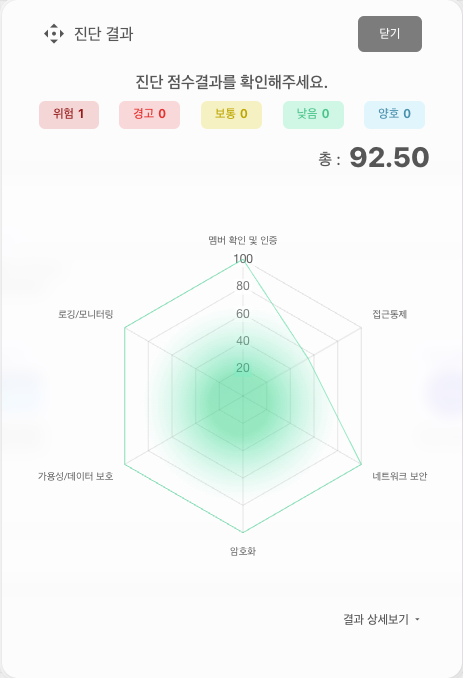 진단 결과
닫기
진단 점수결과를 확인해주세요.
위험 1
경고 0
보통 0
낮음 0
양호 0
총 : 92.50
멤버 확인 및 인증
100
80
60
40
20
로깅/모니터링
접근통제
가용성/데이터 보호
네트워크 보안
암호화
결과 상세보기